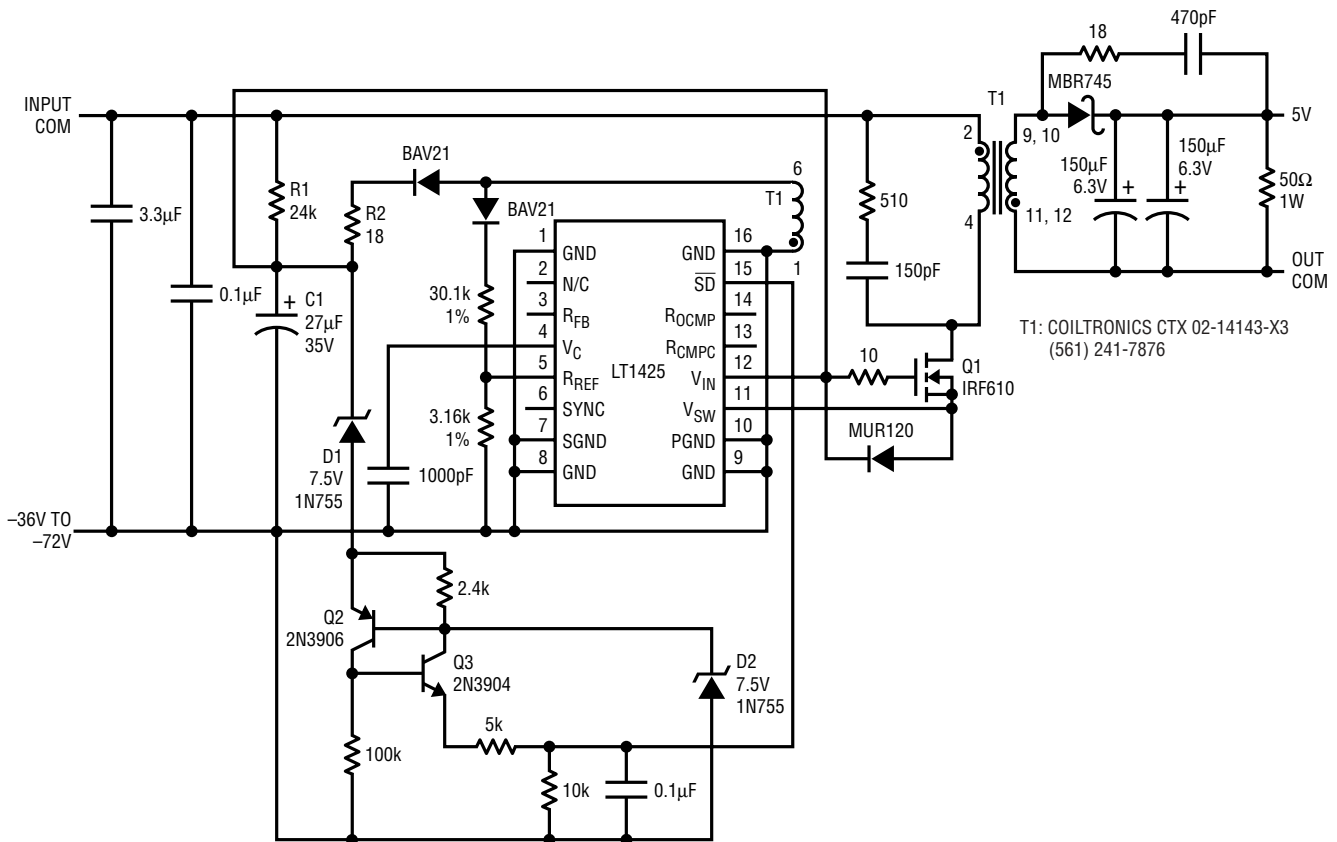 INPUT
COM
3.3µF
0.1µF
R1
24k
C1
27µF
35V
+
R2
18
BAV21
BAV21
30.1k
1%
3.16k
1%
1000pF
D1
7.5V
1N755
–36V TO
–72V
1
GND
2
N/C
3
RFB
4
VC
5
RREF
6
SYNC
7
SGND
8
GND
LT1425
16
GND
15
SD
14
ROCMP
13
RCMPC
12
VIN
11
VSW
10
PGND
9
GND
6
T1
1
510
150pF
10
Q1
IRF610
MUR120
T1
2
4
9, 10
11, 12
18
470pF
MBR745
150µF
6.3V
+
150µF
6.3V
+
50Ω
1W
5V
OUT
COM
T1: COILTRONICS CTX 02-14143-X3
(561) 241-7876
2.4k
Q2
2N3906
Q3
2N3904
D2
7.5V
1N755
5k
100k
10k
0.1µF